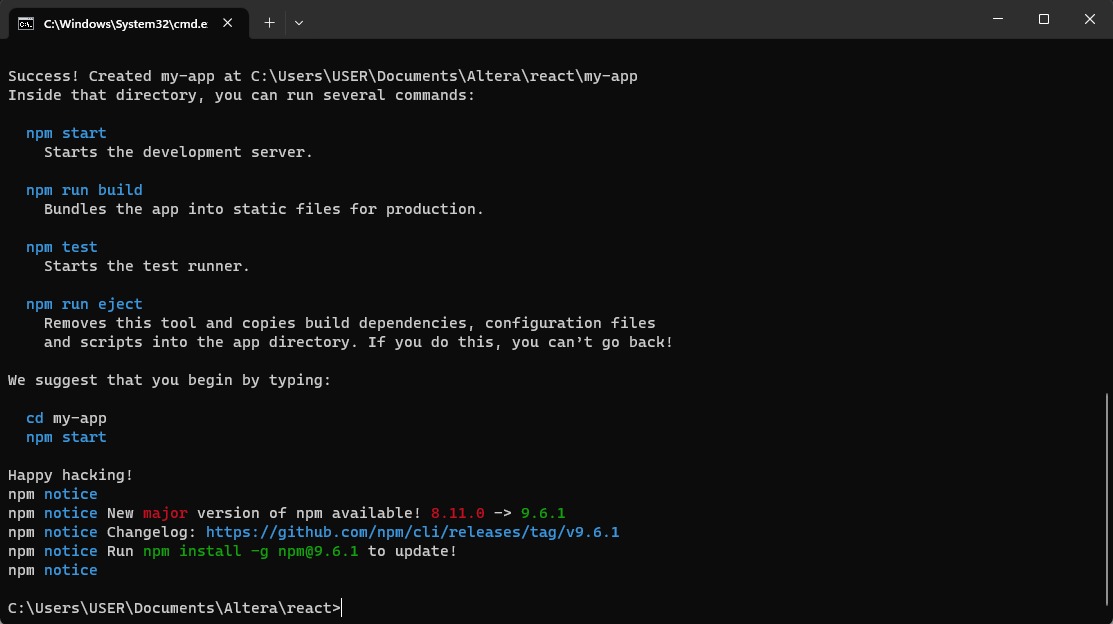 C:\Windows\System32\cmd.e
Success! Created my-app at C:\Users\USER\Documents\Altera\react\my-app
Inside that directory, you can run several commands:
npm start
Starts the development server.
npm run build
Bundles the app into static files for production.
npm test
Starts the test runner.
npm run eject
Removes this tool and copies build dependencies, configuration files
and scripts into the app directory. If you do this, you can’t go back!
We suggest that you begin by typing:
cd my-app
npm start
Happy hacking!
npm notice
npm notice New major version of npm available! 8.11.0 -> 9.6.1
npm notice Changelog: https://github.com/npm/cli/releases/tag/v9.6.1
npm notice Run npm install -g npm@9.6.1 to update!
npm notice
C:\Users\USER\Documents\Altera\react>